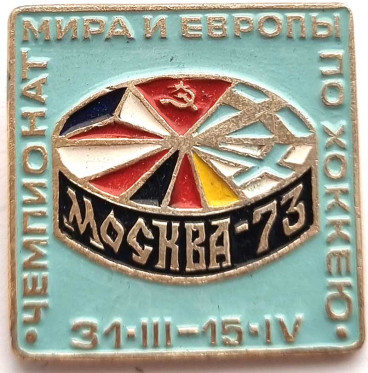 • ЧЕМПИОНАТ МИРА И ЕВРОПЫ ПО ХОККЕЮ •
МОСКВА-73
31•III-15•IV